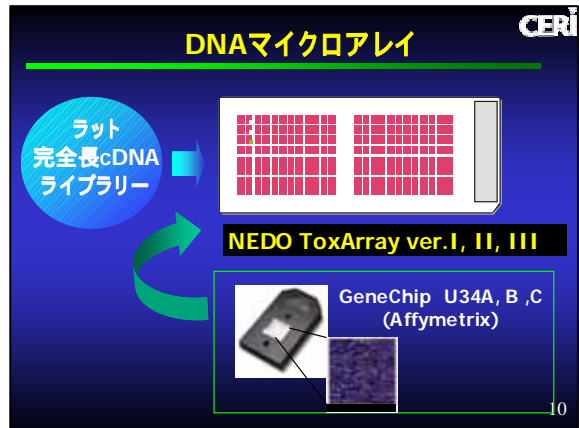 CERI
DNAマイクロアレイ
ラット
完全長cDNA
ライブラリー
NEDO ToxArray ver.I, II, III
GeneChip U34A, B ,C
(Affymetrix)
10